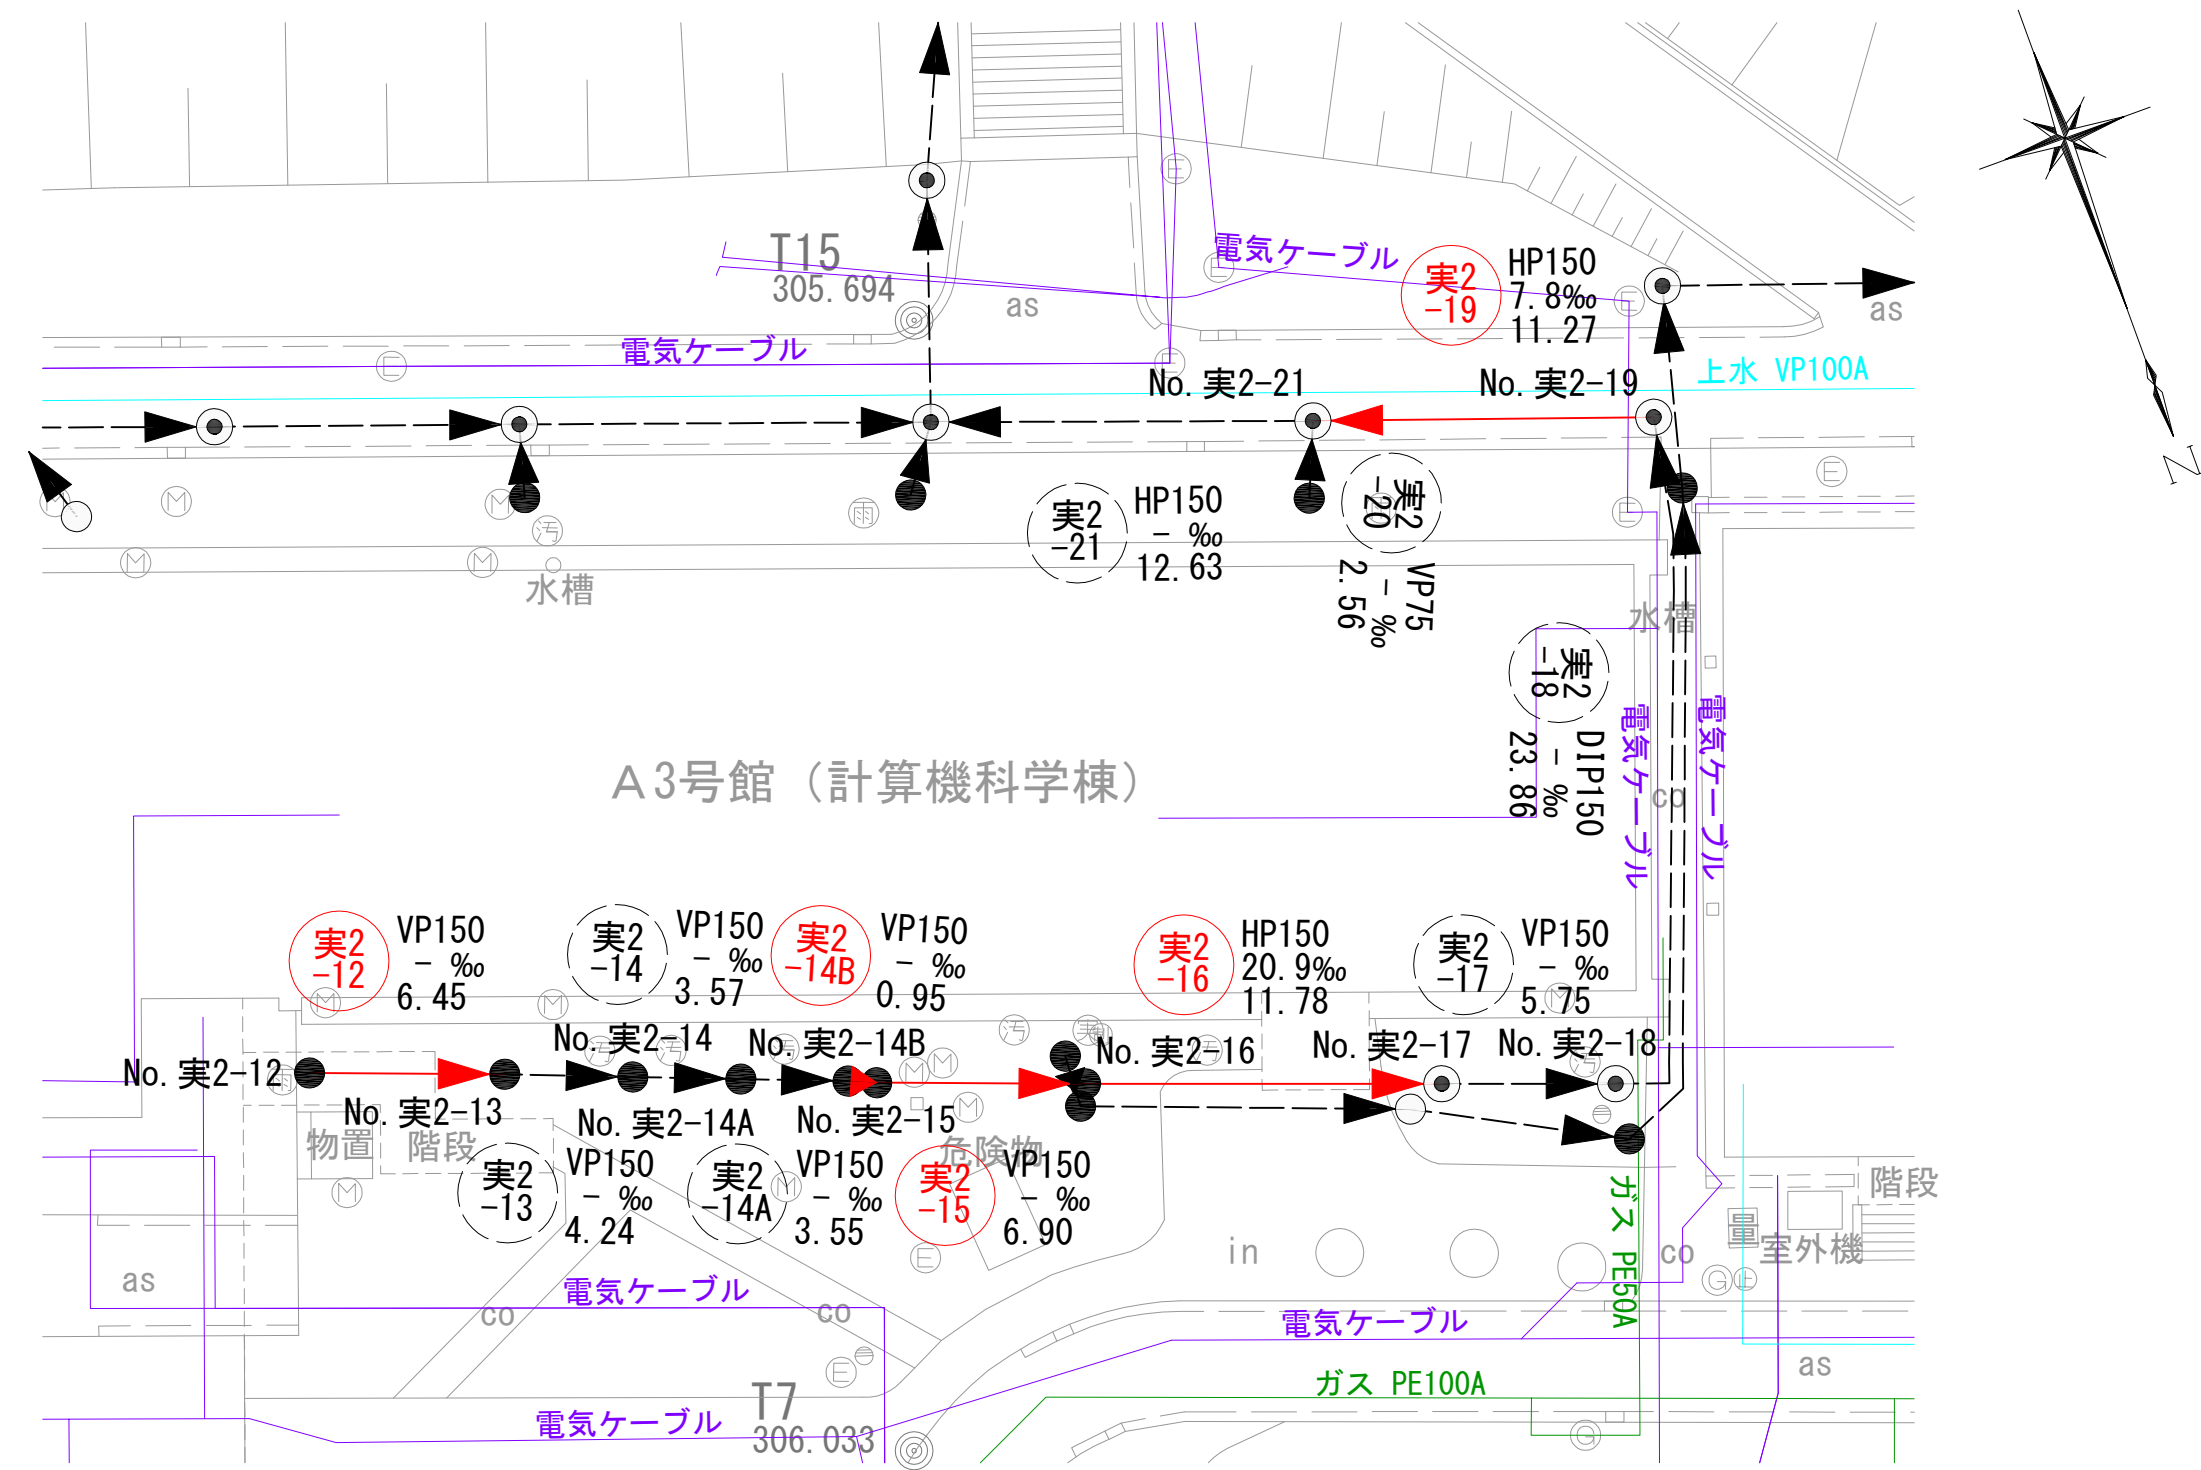 T15
305.694
as
電気ケーブル
実2
-19
HP150
7.8‰
11.27
as
電気ケーブル
No.実2-21
No.実2-19
上水 VP100A
E
E
E
E
E
E
M
M
M
汚
雨
M
M
水槽
実2
-21
HP150
- ‰
12.63
実2
-20
VP75
- ‰
2.56
水槽
実2
-18
DIP150
- ‰
23.86
電気ケーブル
電気ケーブル
co
A3号館（計算機科学棟）
実2
-12
VP150
- ‰
6.45
実2
-14
VP150
- ‰
3.57
実2
-14B
VP150
- ‰
0.95
実2
-16
HP150
20.9‰
11.78
実2
-17
VP150
- ‰
5.75
M
M
M
No.実2-12
雨
No.実2-14
汚
汚
No.実2-14B
汚
汚
M
M
M
No.実2-16
汚
No.実2-17
No.実2-18
汚
No.実2-13
No.実2-14A
No.実2-15
物置
階段
危険物
M
M
実2
-13
VP150
- ‰
4.24
実2
-14A
VP150
- ‰
3.55
実2
-15
VP150
- ‰
6.90
as
co
電気ケーブル
co
E
E
in
電気ケーブル
ガス PE50A
co
量
室外機
階段
G
止
as
ガス PE100A
G
T7
306.033
電気ケーブル
N